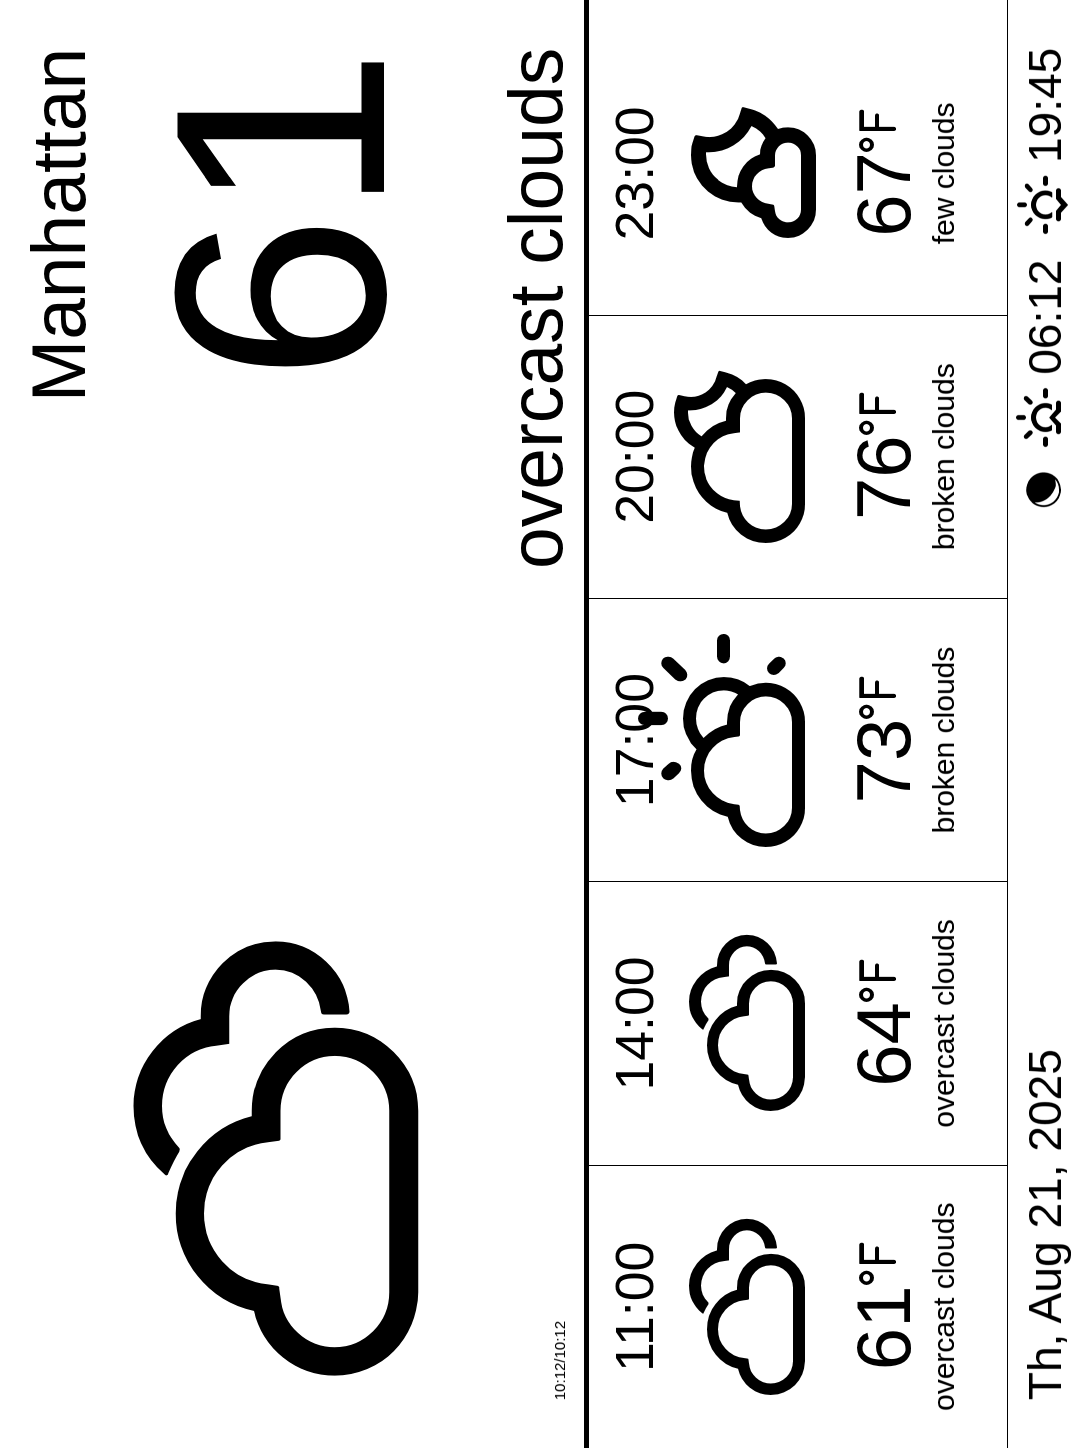 Manhattan
61
overcast clouds
10:12/10:12
11:00
61°F
overcast clouds
14:00
64°F
overcast clouds
17:00
73°F
broken clouds
20:00
76°F
broken clouds
23:00
67°F
few clouds
Th, Aug 21, 2025
06:12
19:45